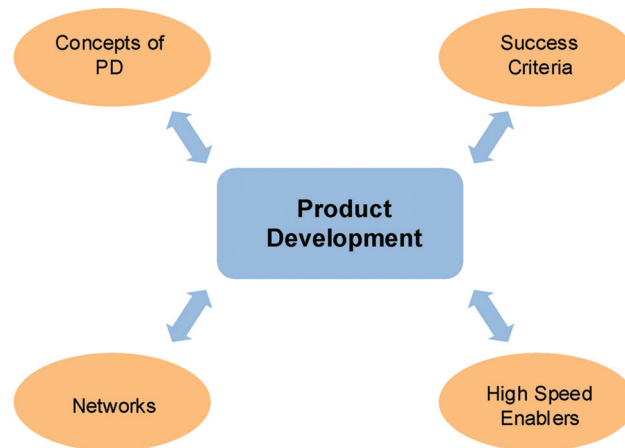 Concepts of
PD
Success
Criteria
Product
Development
Networks
High Speed
Enablers